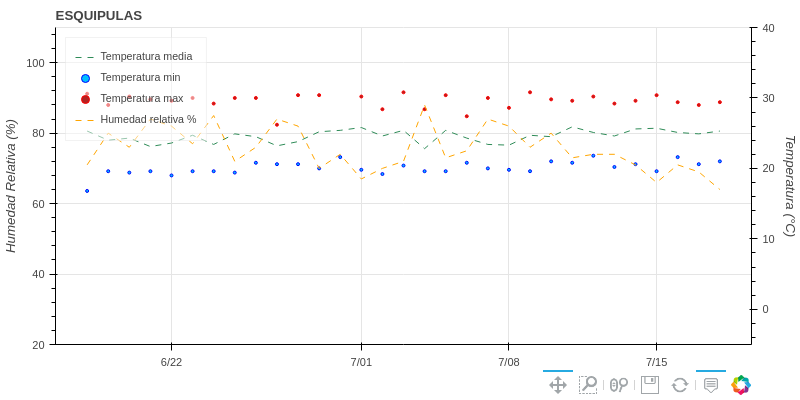 ESQUIPULAS
Temperatura media
Temperatura min
Temperatura max
Humedad relativa %
Humedad Relativa (%)
100
80
60
40
20
40
30
20
10
0
Temperatura (°C)
6/22
7/01
7/08
7/15